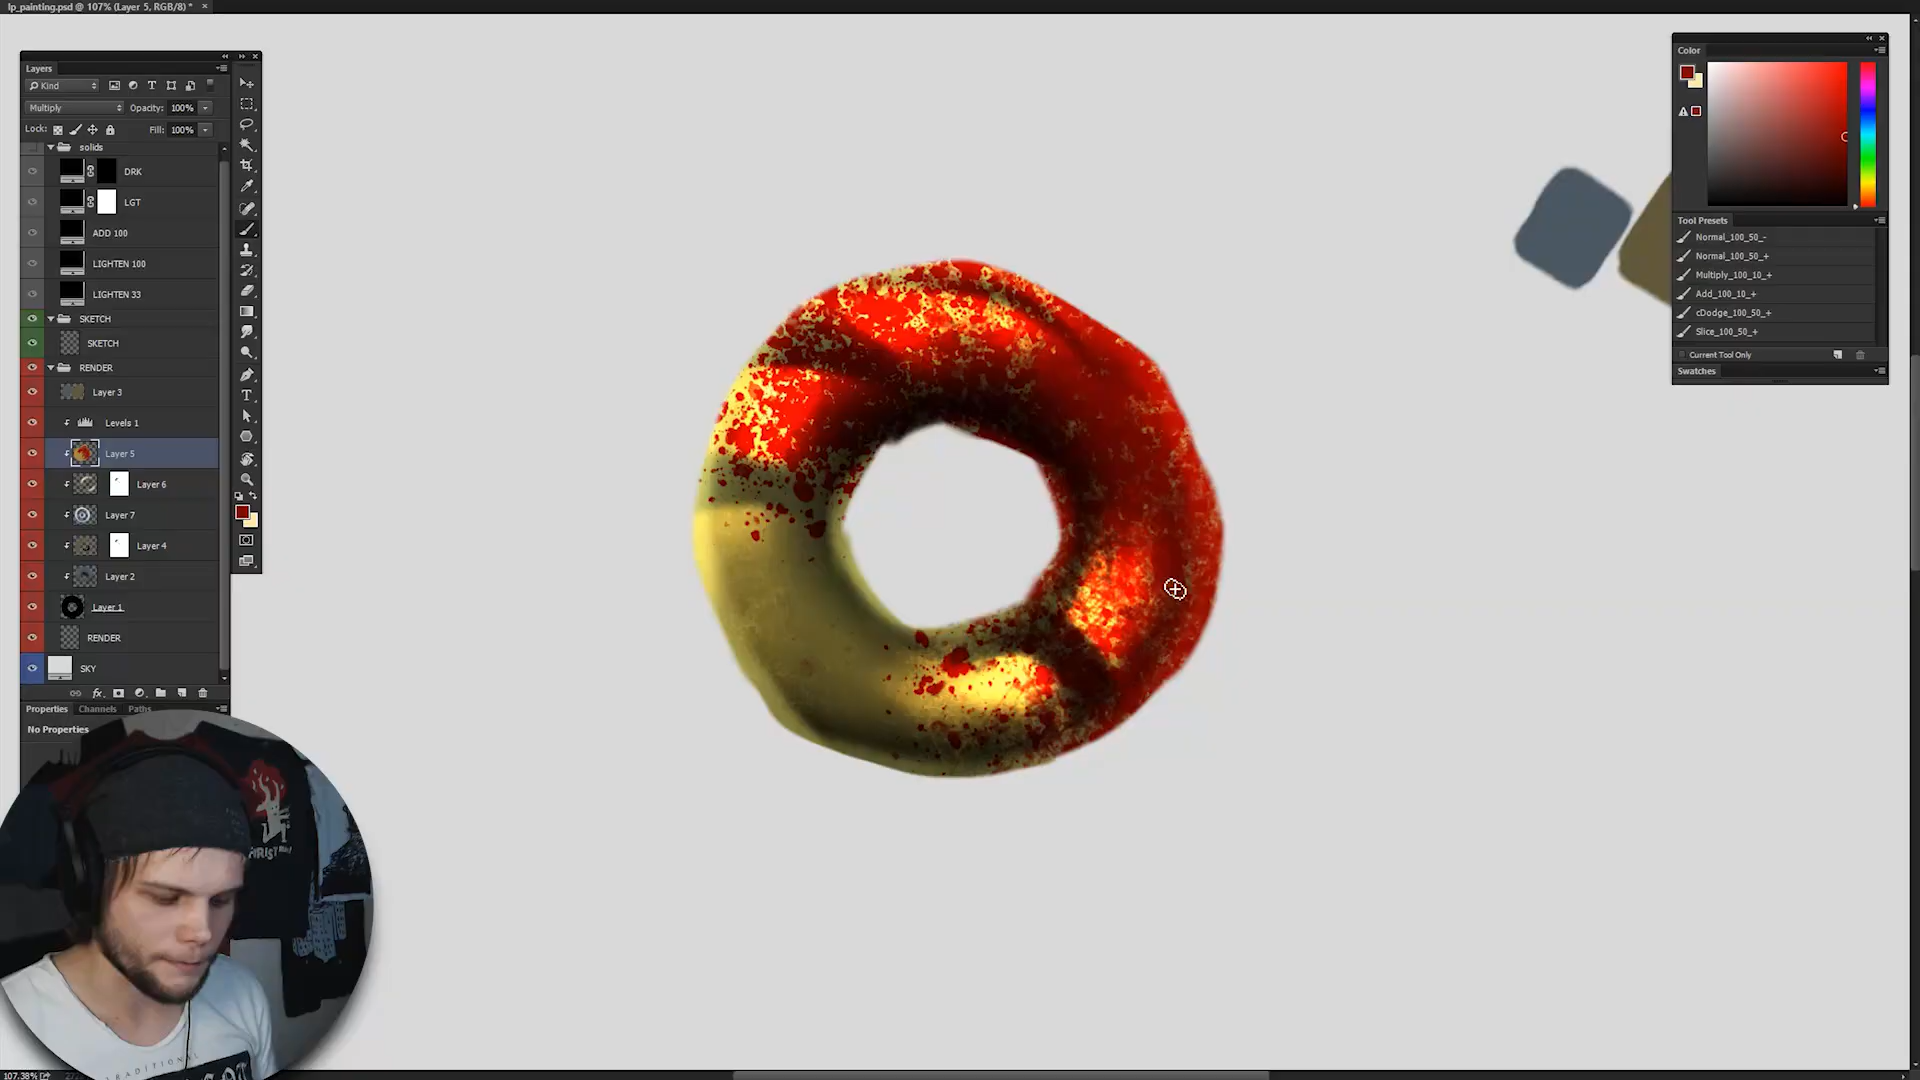 lp_painting.psd @ 107% (Layer 5, RGB/8) *
Layers
Kind
Multiply
Opacity: 100%
Lock:
Fill: 100%
solids
DRK
LGT
ADD 100
LIGHTEN 100
LIGHTEN 33
SKETCH
SKETCH
RENDER
Layer 3
Levels 1
Layer 5
Layer 6
Layer 7
Layer 4
Layer 2
Layer 1
RENDER
SKY
fx
Properties
Channels
Paths
No Properties
Color
Tool Presets
Normal_100_50_-
Normal_100_50_+
Multiply_100_10_+
Add_100_10_+
cDodge_100_50_+
Slice_100_50_+
Current Tool Only
Swatches
TRADITIONAL
107.38%